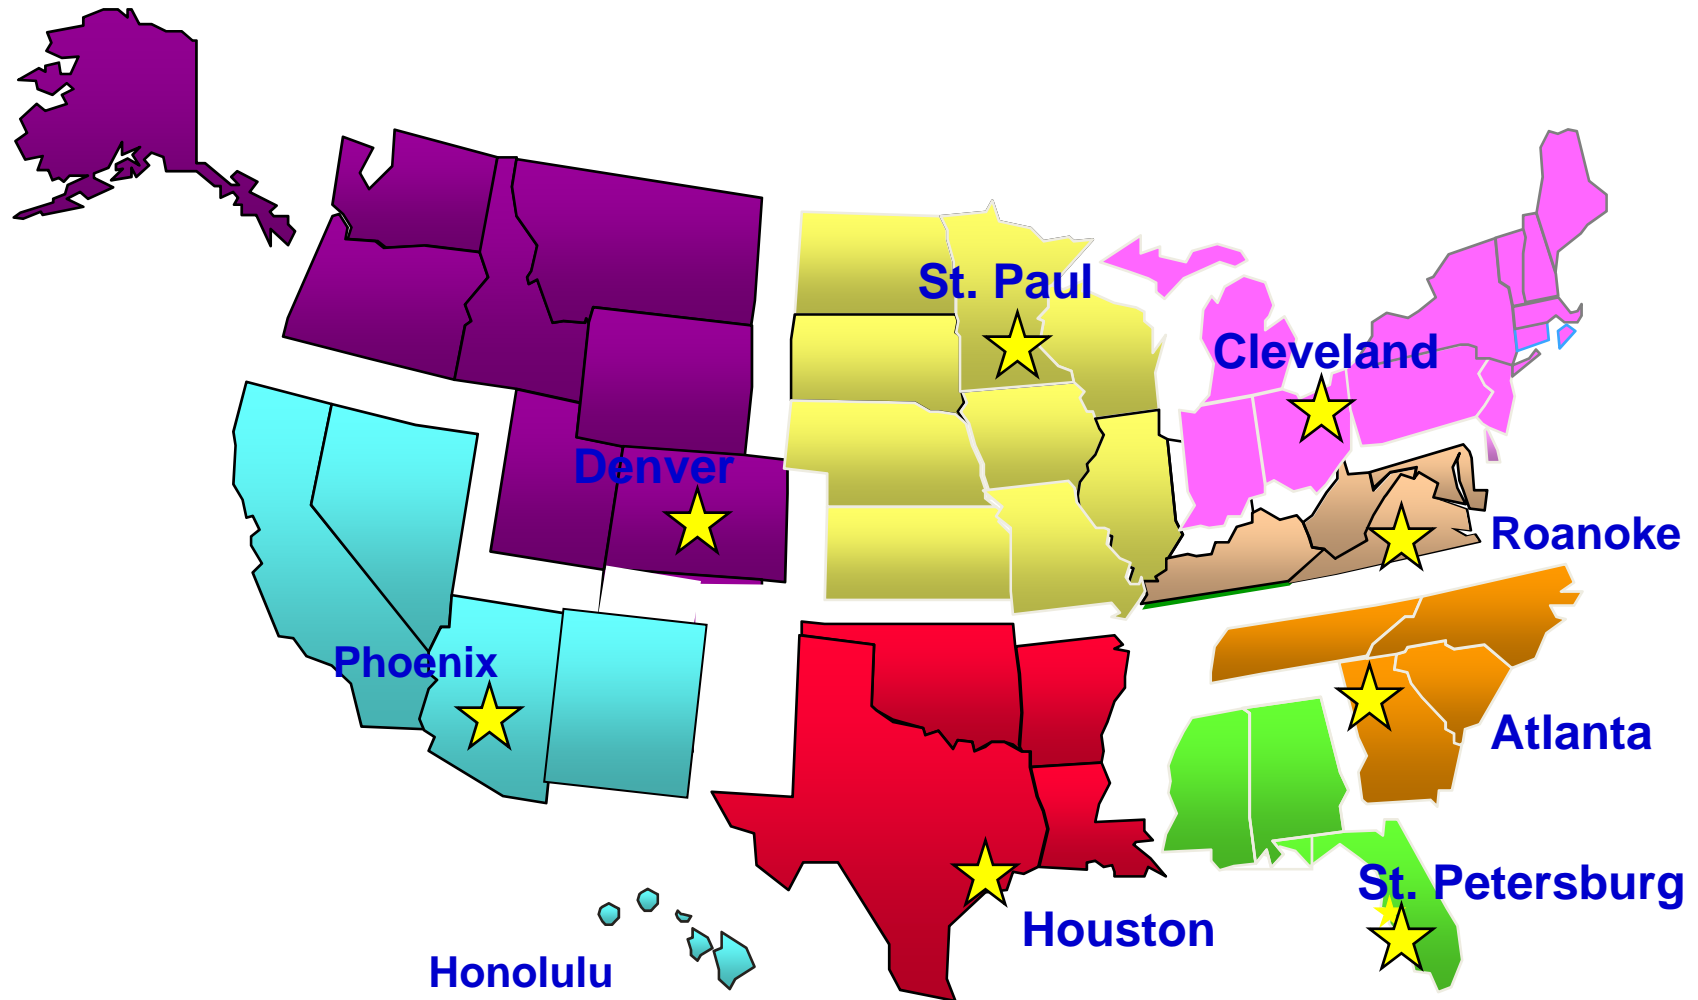 St. Paul
Cleveland
Denver
Roanoke
Phoenix
Atlanta
St. Petersburg
Houston
Honolulu